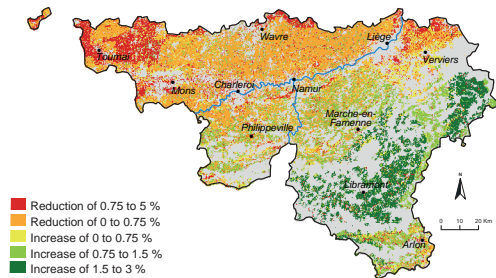 Wavre
Liège
Tournai
Verviers
Mons
Charleroi
Namur
Marche-en-
Famenne
Philippeville
Libramont
Arlon
Reduction of 0.75 to 5 %
Reduction of 0 to 0.75 %
Increase of 0 to 0.75 %
Increase of 0.75 to 1.5 %
Increase of 1.5 to 3 %
N
0 10 20 Km